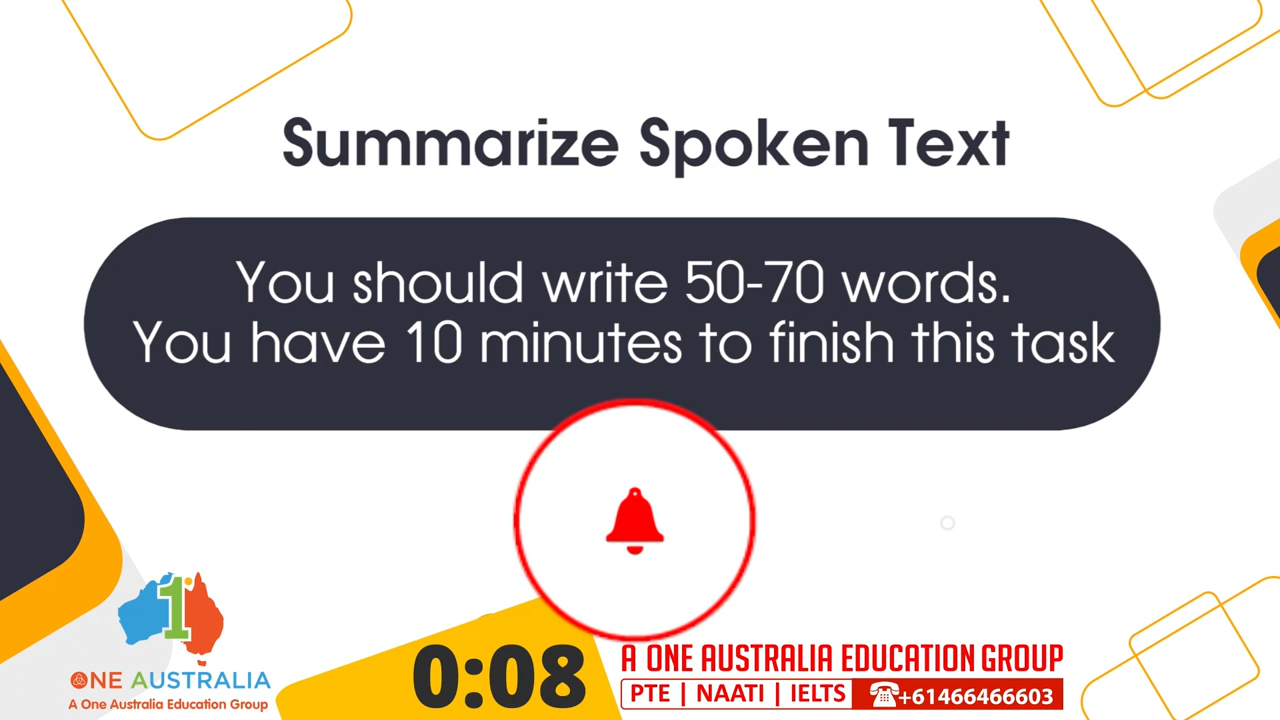 Summarize Spoken Text
You should write 50-70 words.
You have 10 minutes to finish this task
1
ONE AUSTRALIA
A One Australia Education Group
0:08
A ONE AUSTRALIA EDUCATION GROUP
PTE | NAATI | IELTS
+61466466603